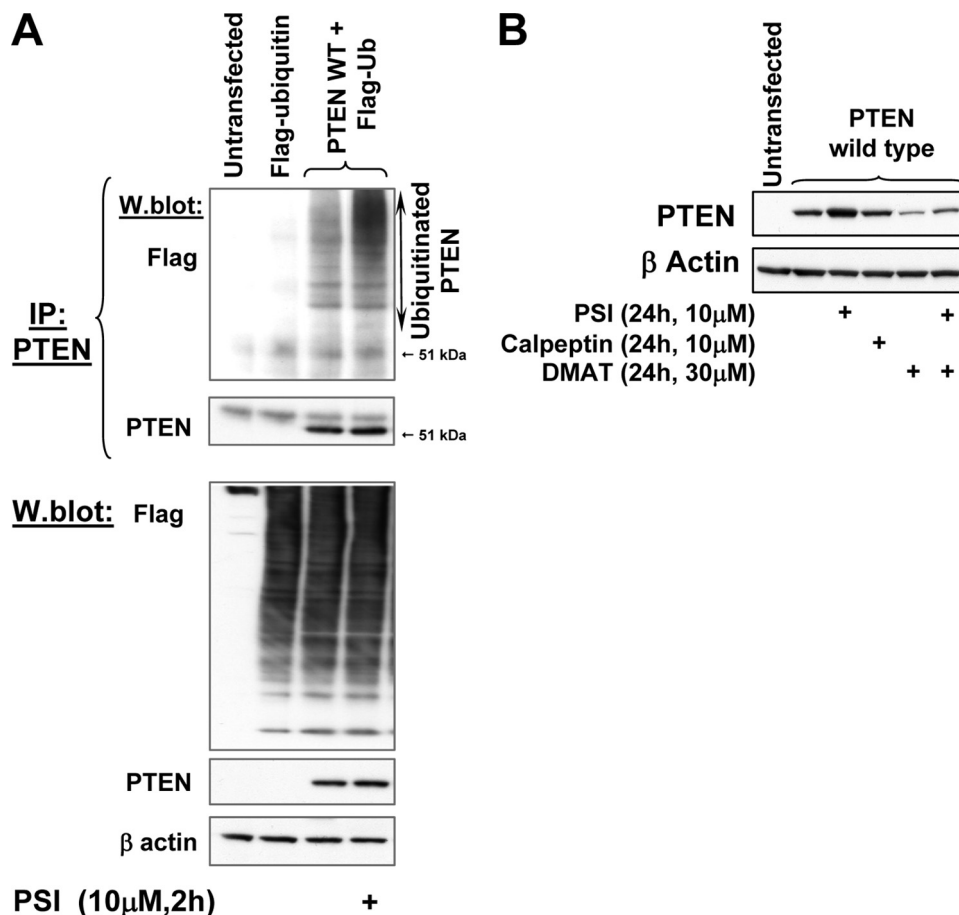 A
Untransfected
Flag-ubiquitin
PTEN WT +
Flag-Ub
W.blot:
Flag
Ubiquitinated
PTEN
IP:
PTEN
← 51 kDa
PTEN
← 51 kDa
W.blot: Flag
PTEN
β actin
PSI (10μM,2h) +
B
Untransfected
PTEN
wild type
PTEN
β Actin
PSI (24h, 10μM) + +
Calpeptin (24h, 10μM) +
DMAT (24h, 30μM) + +